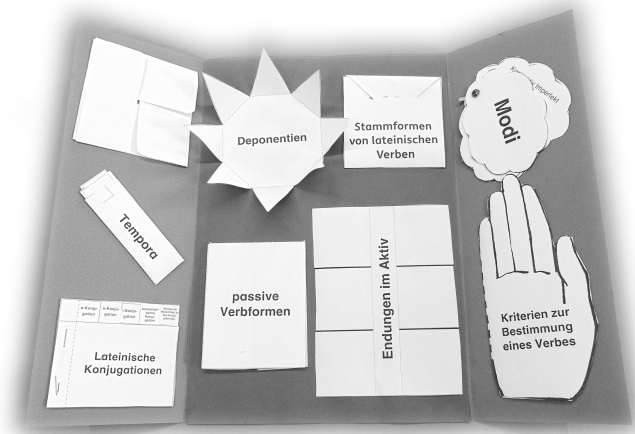 Deponentien
Stammformen
von lateinischen
Verben
Imperfekt
Modi
Tempora
passive
Verbformen
Endungen im Aktiv
Kriterien zur
Bestimmung
eines Verbes
Lateinische
Konjugationen